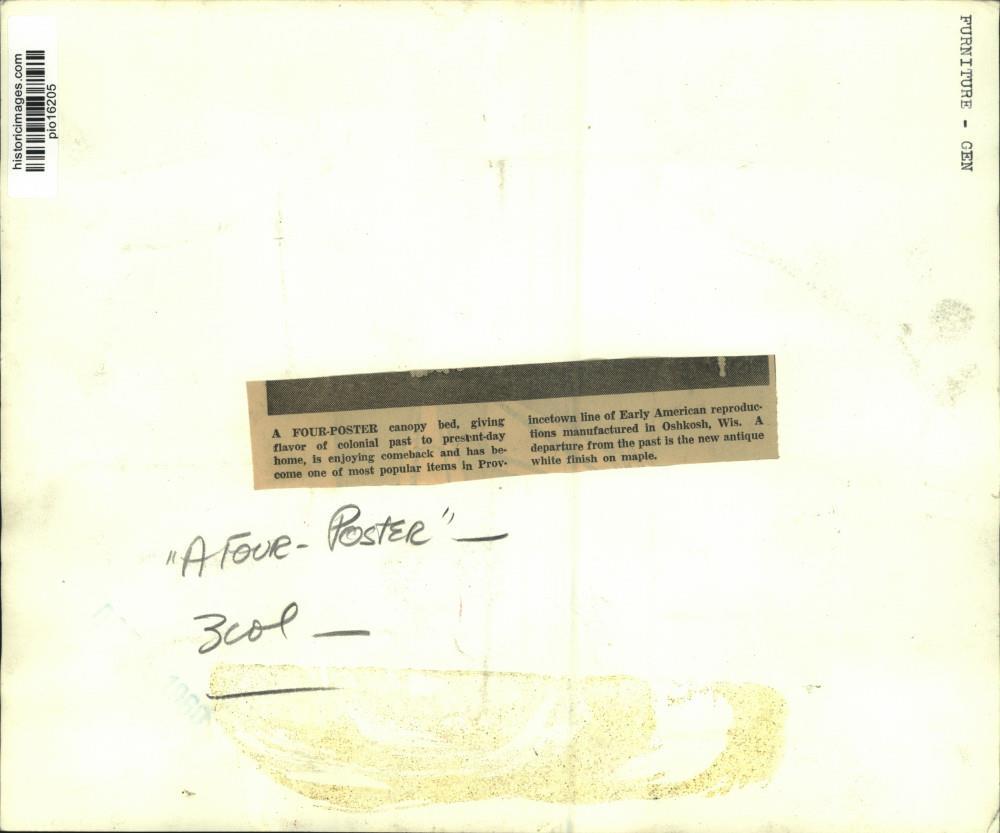 historicimages.com
pio16205
FURNITURE - GEN
A FOUR-POSTER canopy bed, giving
flavor of colonial past to present-day
home, is enjoying comeback and has be-
come one of most popular items in Prov-
incetown line of Early American reproduc-
tions manufactured in Oshkosh, Wis. A
departure from the past is the new antique
white finish on maple.
"A FOUR-POSTER" —
3col —